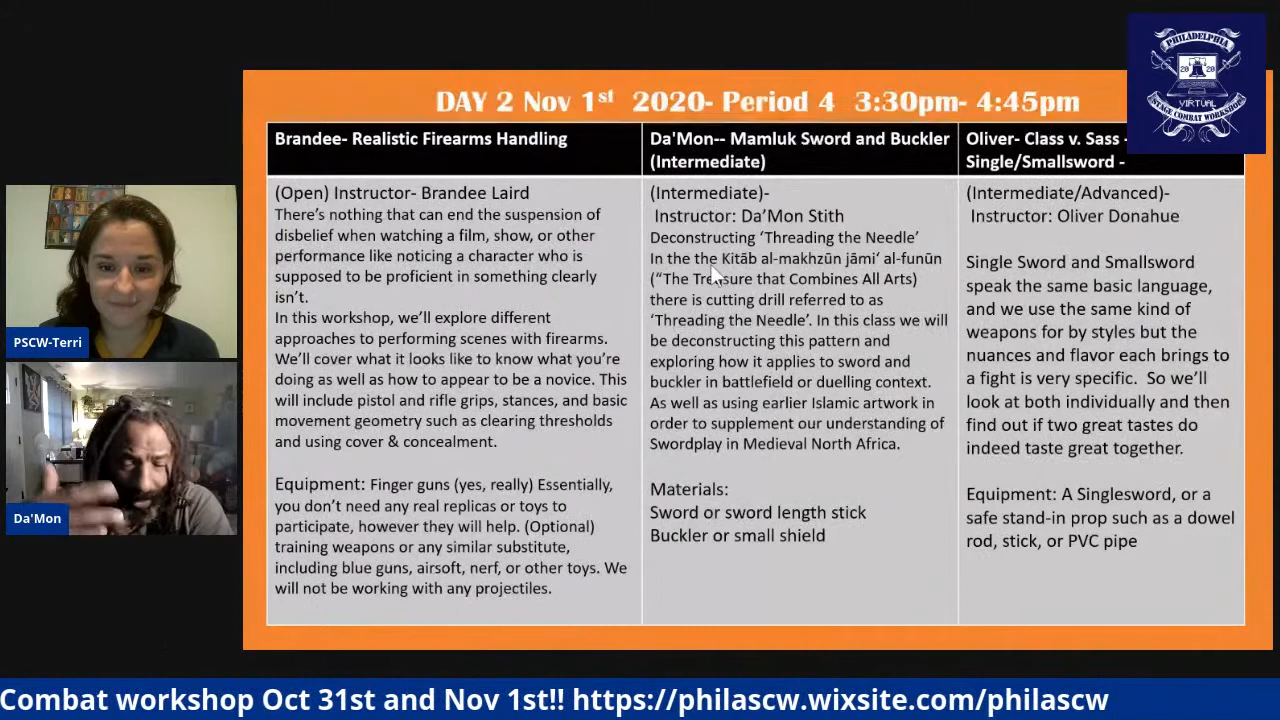 PHILADELPHIA
20 20
VIRTUAL
STAGE COMBAT WORKSHOP
DAY 2 Nov 1st 2020- Period 4 3:30pm- 4:45pm
Brandee- Realistic Firearms Handling
(Open) Instructor- Brandee Laird
There's nothing that can end the suspension of
disbelief when watching a film, show, or other
performance like noticing a character who is
supposed to be proficient in something clearly
isn't.
In this workshop, we'll explore different
approaches to performing scenes with firearms.
We'll cover what it looks like to know what you're
doing as well as how to appear to be a novice. This
will include pistol and rifle grips, stances, and basic
movement geometry such as clearing thresholds
and using cover & concealment.
Equipment: Finger guns (yes, really) Essentially,
you don't need any real replicas or toys to
participate, however they will help. (Optional)
training weapons or any similar substitute,
including blue guns, airsoft, nerf, or other toys. We
will not be working with any projectiles.
Da'Mon-- Mamluk Sword and Buckler
(Intermediate)
(Intermediate)-
Instructor: Da'Mon Stith
Deconstructing 'Threading the Needle'
In the the Kitāb al-makhzūn jāmi' al-funūn
("The Treasure that Combines All Arts)
there is cutting drill referred to as
'Threading the Needle'. In this class we will
be deconstructing this pattern and
exploring how it applies to sword and
buckler in battlefield or duelling context.
As well as using earlier Islamic artwork in
order to supplement our understanding of
Swordplay in Medieval North Africa.
Materials:
Sword or sword length stick
Buckler or small shield
Oliver- Class v. Sass -
Single/Smallsword -
(Intermediate/Advanced)-
Instructor: Oliver Donahue
Single Sword and Smallsword
speak the same basic language,
and we use the same kind of
weapons for by styles but the
nuances and flavor each brings to
a fight is very specific. So we'll
look at both individually and then
find out if two great tastes do
indeed taste great together.
Equipment: A Singlesword, or a
safe stand-in prop such as a dowel
rod, stick, or PVC pipe
PSCW-Terri
Da'Mon
Combat workshop Oct 31st and Nov 1st!! https://philascw.wixsite.com/philascw